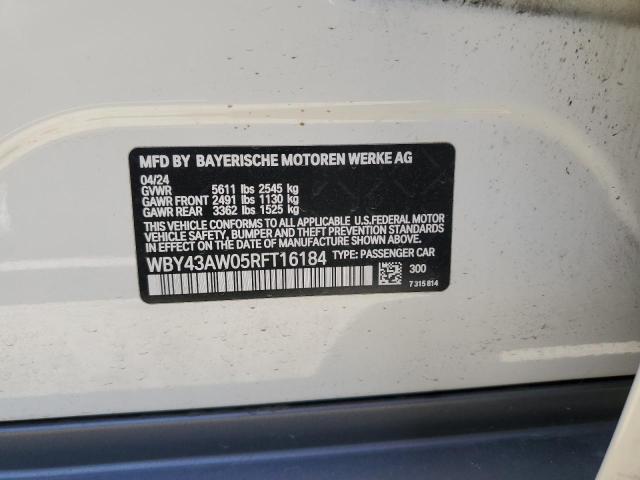 MFD BY BAYERISCHE MOTOREN WERKE AG
04/24
GVWR 5611 lbs 2545 kg
GAWR FRONT 2491 lbs 1130 kg
GAWR REAR 3362 lbs 1525 kg
THIS VEHICLE CONFORMS TO ALL APPLICABLE U.S.FEDERAL MOTOR
VEHICLE SAFETY, BUMPER, AND THEFT PREVENTION STANDARDS
IN EFFECT ON THE DATE OF MANUFACTURE SHOWN ABOVE.
WBY43AW05RFT16184 TYPE: PASSENGER CAR
300
7 315 814